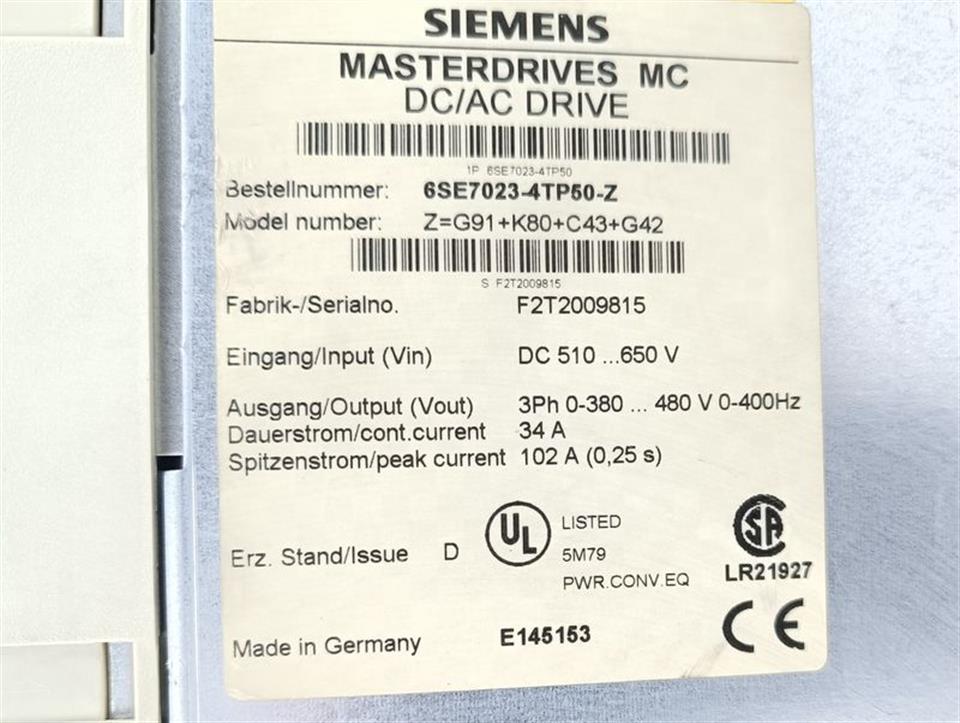 SIEMENS
MASTERDRIVES MC
DC/AC DRIVE
1P 6SE7023-4TP50
Bestellnummer: 6SE7023-4TP50-Z
Model number: Z=G91+K80+C43+G42
S F2T2009815
Fabrik-/Serialno. F2T2009815
Eingang/Input (Vin) DC 510 ...650 V
Ausgang/Output (Vout) 3Ph 0-380 ... 480 V 0-400Hz
Dauerstrom/cont.current 34 A
Spitzenstrom/peak current 102 A (0,25 s)
Erz. Stand/Issue D
UL
LISTED
5M79
PWR.CONV.EQ
SA
LR21927
Made in Germany E145153
CE